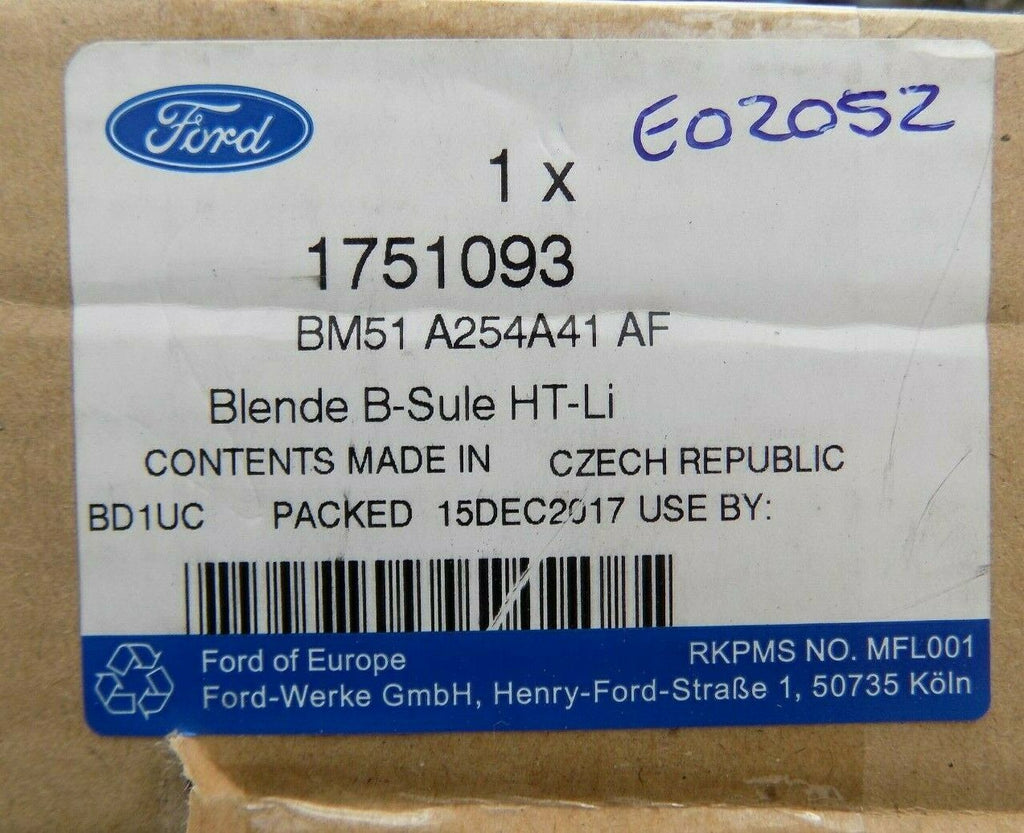 Ford
E02052
1 x
1751093
BM51 A254A41 AF
Blende B-Sule HT-Li
CONTENTS MADE IN CZECH REPUBLIC
BD1UC PACKED 15DEC2017 USE BY:
Ford of Europe RKPMS NO. MFL001
Ford-Werke GmbH, Henry-Ford-Straße 1, 50735 Köln